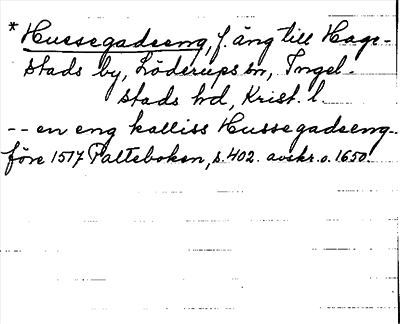 * Hussegadseng, f. äng till Hage-
stads by, Löderups sn, Ingel-
stads hd, Krist. l.
-- en eng kalliss Hussegadseng -
före 1517 Palteboken, s. 402. avskr. o. 1650.